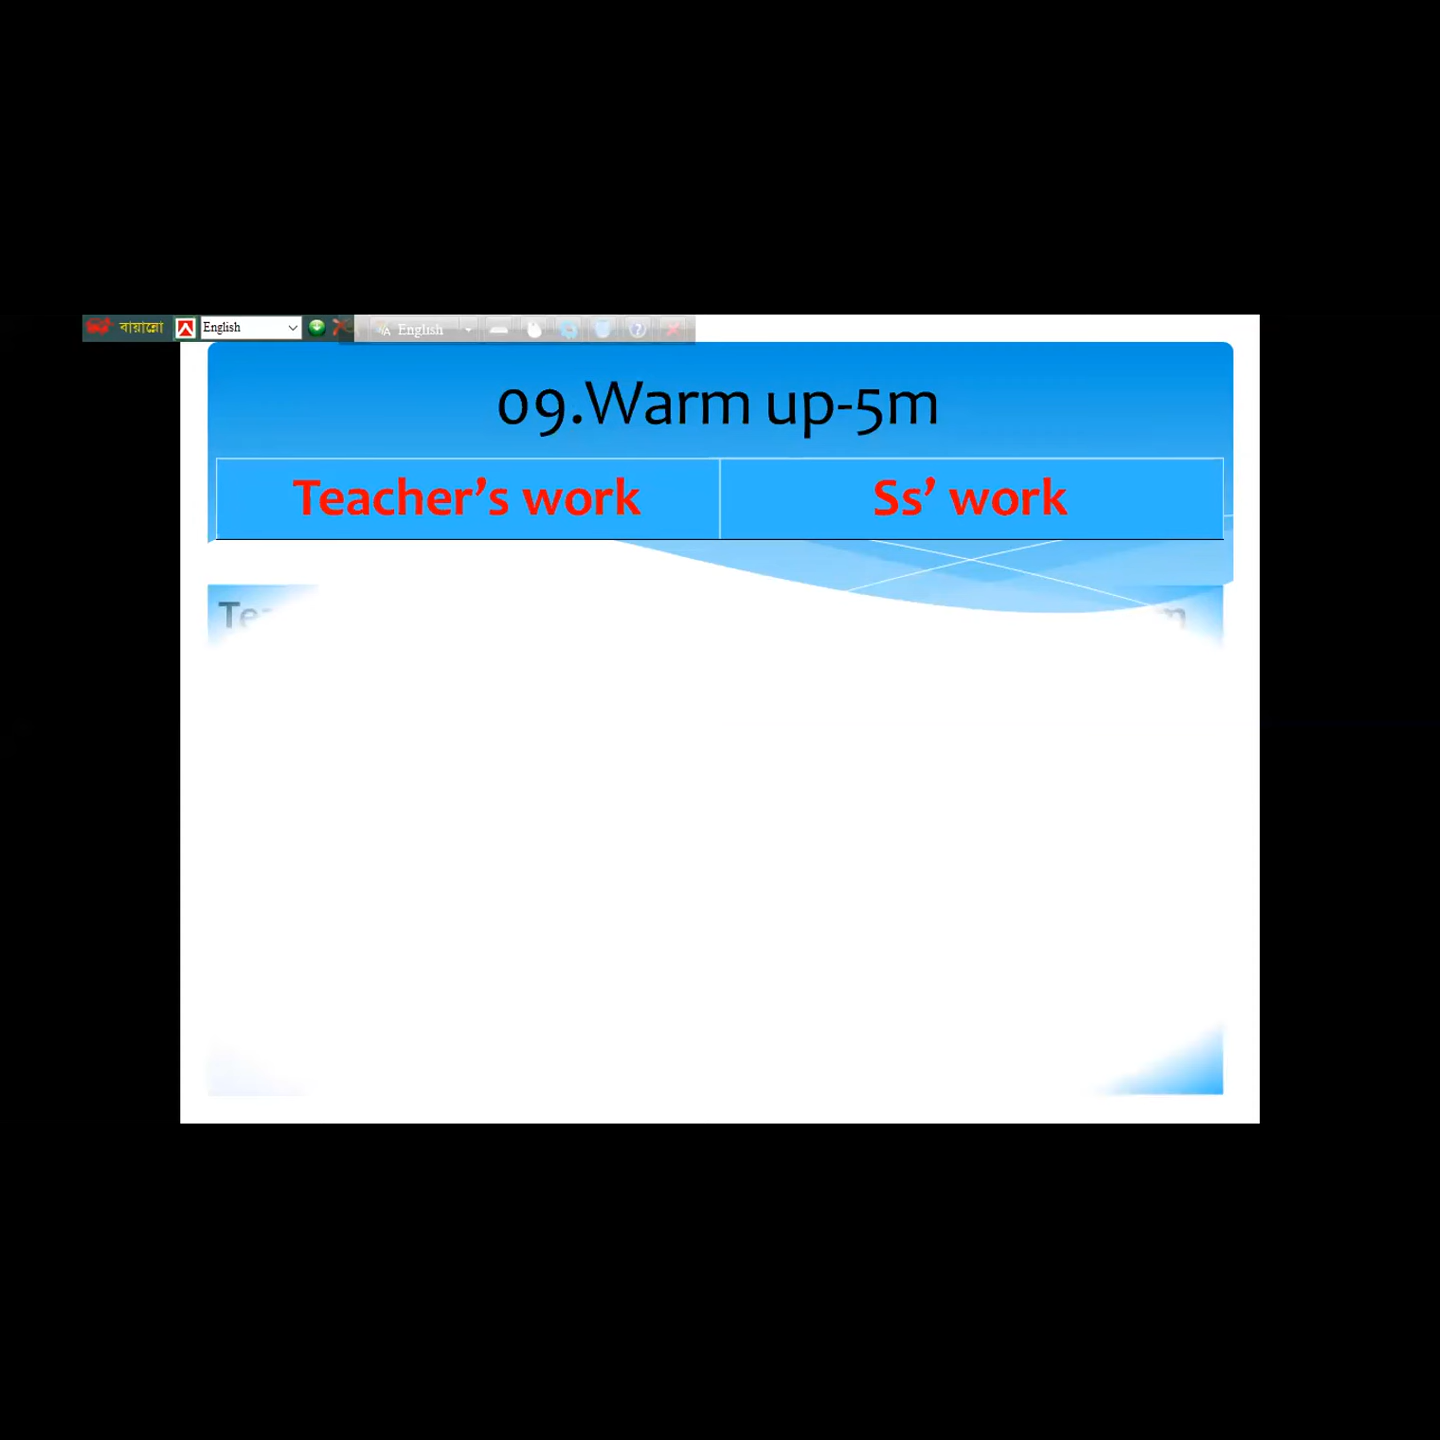 বায়ান্নো English English
09.Warm up-5m
Teacher’s work Ss’ work